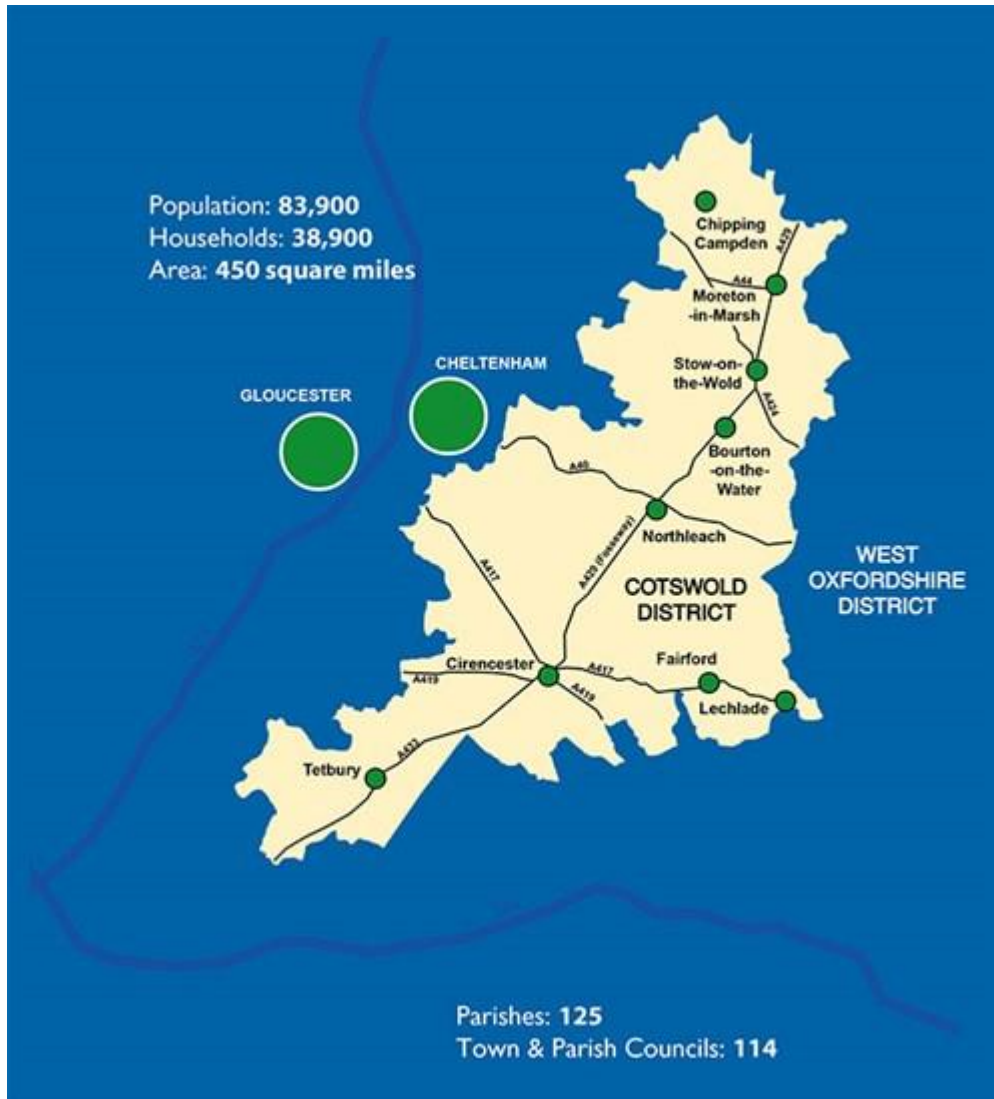 Population: 83,900
Households: 38,900
Area: 450 square miles
Chipping
Campden
A429
A44
Moreton
-in-Marsh
CHELTENHAM
GLOUCESTER
Stow-on-
the-Wold
A424
Bourton
-on-the-
Water
A40
Northleach
A429 (Fosseway)
A417
WEST
OXFORDSHIRE
DISTRICT
COTSWOLD
DISTRICT
Cirencester
A417
Fairford
A419
A419
Lechlade
A433
Tetbury
Parishes: 125
Town & Parish Councils: 114